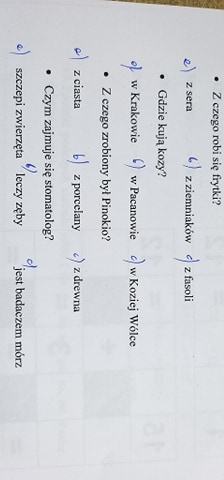 • Z czego robi się frytki?
a) z sera b) z ziemniaków c) z fasoli
• Gdzie kują kozy?
a) w Krakowie b) w Pacanowie c) w Koziej Wólce
• Z czego zrobiony był Pinokio?
a) z ciasta b) z porcelany c) z drewna
• Czym zajmuje się stomatolog?
a) szczepi zwierzęta b) leczy zęby c) jest badaczem mórz